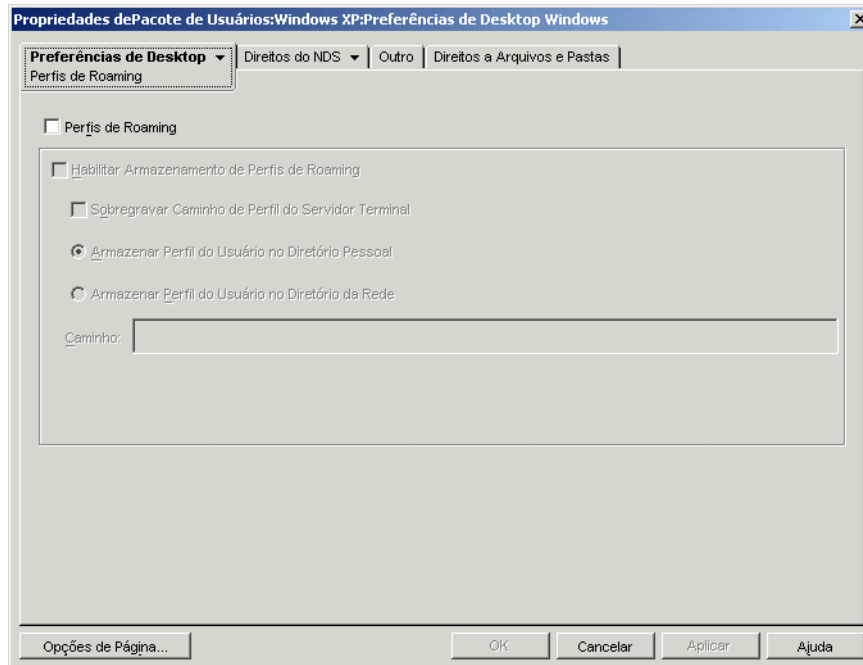 Propriedades dePacote de Usuários:Windows XP:Preferências de Desktop Windows
Preferências de Desktop Direitos do NDS Outro Direitos a Arquivos e Pastas
Perfis de Roaming
Perfis de Roaming
Habilitar Armazenamento de Perfis de Roaming
Sobregravar Caminho de Perfil do Servidor Terminal
Armazenar Perfil do Usuário no Diretório Pessoal
Armazenar Perfil do Usuário no Diretório da Rede
Caminho:
Opções de Página... OK Cancelar Aplicar Ajuda